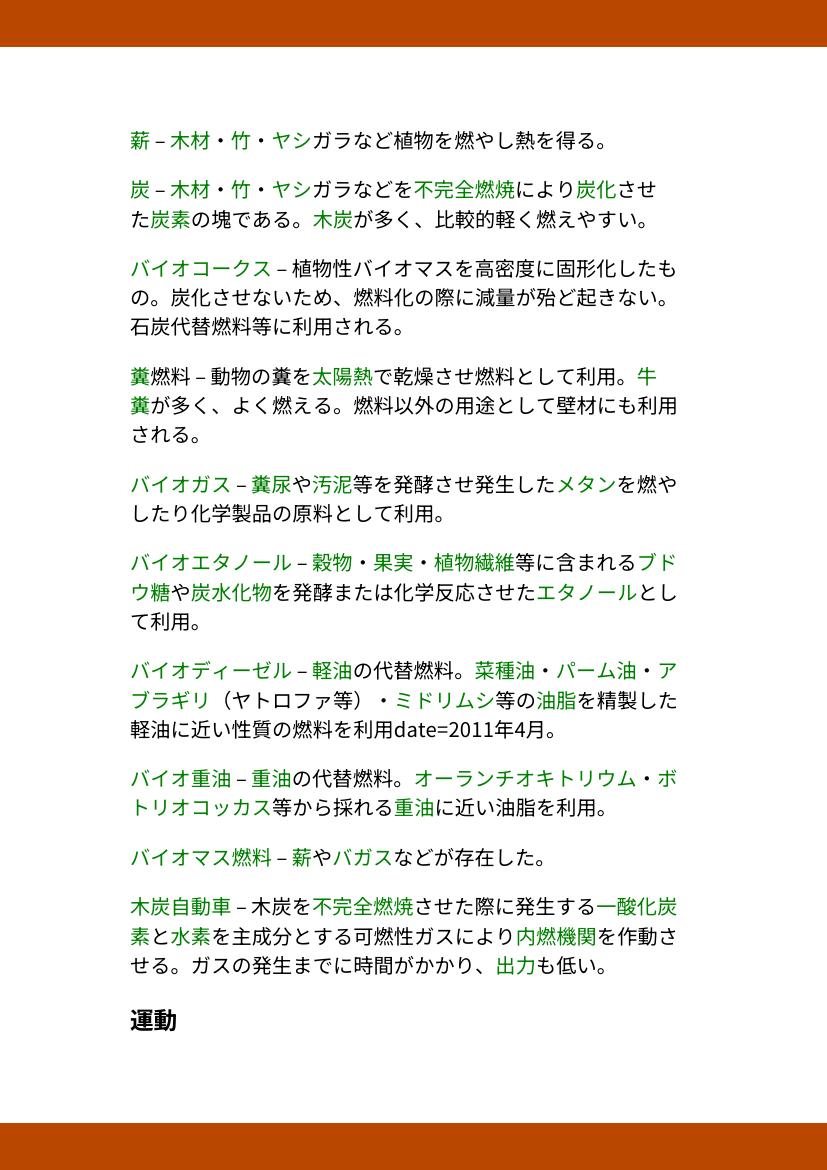 薪 – 木材・竹・ヤシガラなど植物を燃やし熱を得る。
炭 – 木材・竹・ヤシガラなどを不完全燃焼により炭化させ
た炭素の塊である。木炭が多く、比較的軽く燃えやすい。
バイオコークス – 植物性バイオマスを高密度に固形化したも
の。炭化させないため、燃料化の際に減量が殆ど起きない。
石炭代替燃料等に利用される。
糞燃料 – 動物の糞を太陽熱で乾燥させ燃料として利用。牛
糞が多く、よく燃える。燃料以外の用途として壁材にも利用
される。
バイオガス – 糞尿や汚泥等を発酵させ発生したメタンを燃や
したり化学製品の原料として利用。
バイオエタノール – 穀物・果実・植物繊維等に含まれるブド
ウ糖や炭水化物を発酵または化学反応させたエタノールとし
て利用。
バイオディーゼル – 軽油の代替燃料。菜種油・パーム油・ア
ブラギリ（ヤトロファ等）・ミドリムシ等の油脂を精製した
軽油に近い性質の燃料を利用date=2011年4月。
バイオ重油 – 重油の代替燃料。オーランチオキトリウム・ボ
トリオコッカス等から採れる重油に近い油脂を利用。
バイオマス燃料 – 薪やバガスなどが存在した。
木炭自動車 – 木炭を不完全燃焼させた際に発生する一酸化炭
素と水素を主成分とする可燃性ガスにより内燃機関を作動さ
せる。ガスの発生までに時間がかかり、出力も低い。
運動